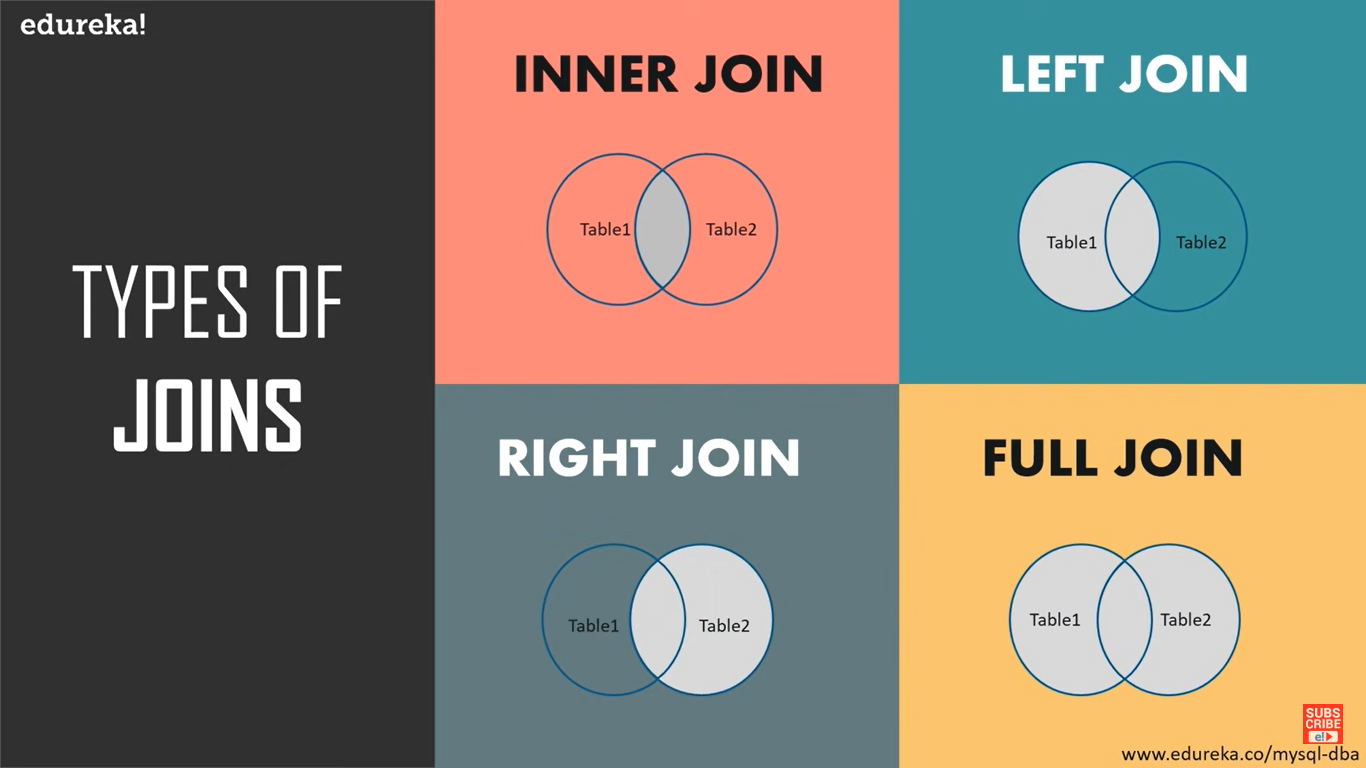 edureka!
TYPES OF
JOINS
INNER JOIN
Table1
Table2
LEFT JOIN
Table1
Table2
RIGHT JOIN
Table1
Table2
FULL JOIN
Table1
Table2
SUBS
CRIBE
e!
www.edureka.co/mysql-dba